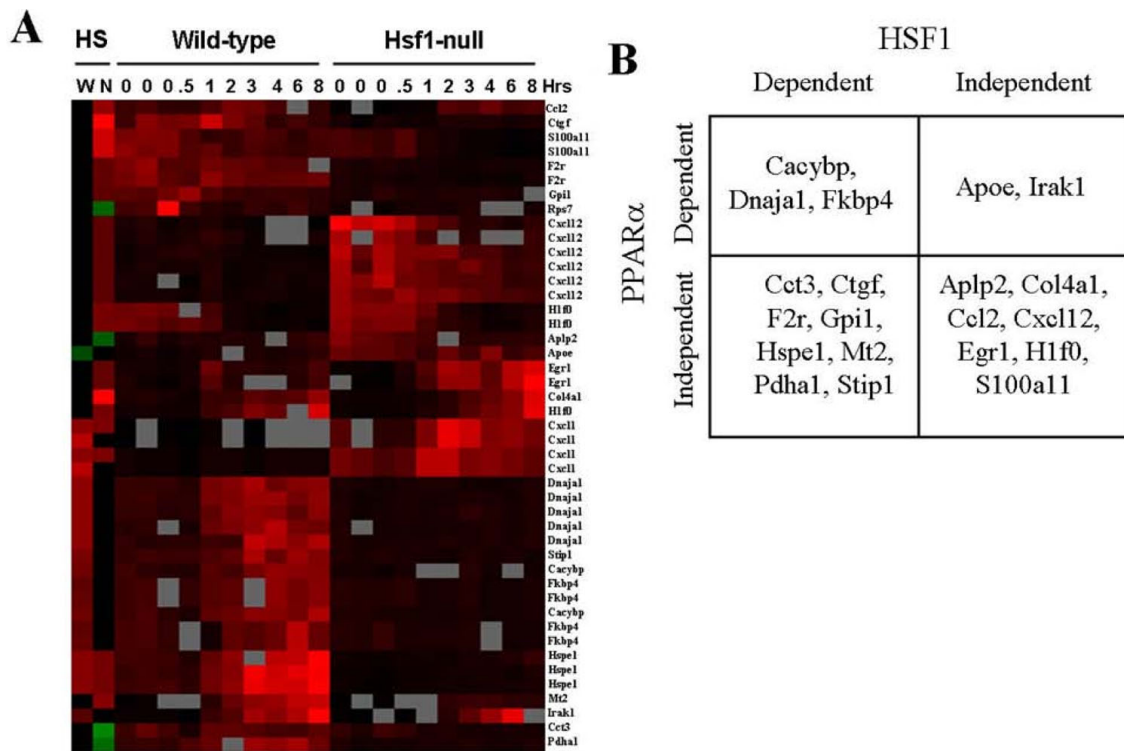 A
HS Wild-type Hsf1-null
W N 0 0 0 .5 1 2 3 4 6 8 0 0 0 .5 1 2 3 4 6 8 Hrs
Ccl2
Ctgf
S100a11
S100a11
F2r
F2r
Gpi1
Rps7
Cxcl12
Cxcl12
Cxcl12
Cxcl12
Cxcl12
Cxcl12
H1f0
H1f0
Aplp2
Apoe
Egr1
Egr1
Col4a1
H1f0
Cxcl1
Cxcl1
Cxcl1
Cxcl1
Dnaja1
Dnaja1
Dnaja1
Dnaja1
Dnaja1
Stip1
Cacybp
Fkbp4
Fkbp4
Cacybp
Fkbp4
Fkbp4
Hspe1
Hspe1
Hspe1
Mt2
Irak1
Cct3
Pdha1
B
HSF1
Dependent Independent
PPARα
Dependent
Cacybp,
Dnaja1, Fkbp4
Apoe, Irak1
Independent
Cct3, Ctgf,
F2r, Gpi1,
Hspe1, Mt2,
Pdha1, Stip1
Aplp2, Col4a1,
Ccl2, Cxcl12,
Egr1, H1f0,
S100a11